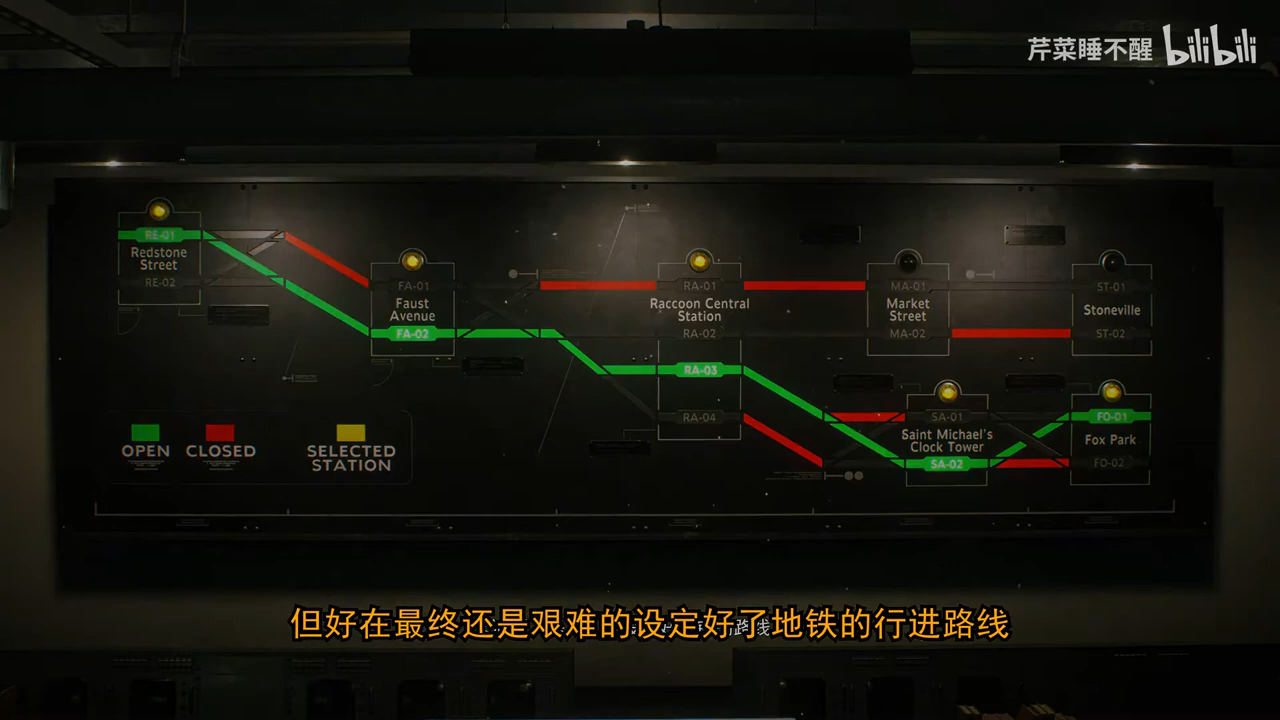 芹菜睡不醒 bilibili
RE-01
Redstone
Street
RE-02
FA-01
Faust
Avenue
FA-02
RA-01
Raccoon Central
Station
RA-02
RA-03
RA-04
MA-01
Market
Street
MA-02
ST-01
Stoneville
ST-02
SA-01
Saint Michael's
Clock Tower
SA-02
FO-01
Fox Park
FO-02
OPEN
CLOSED
SELECTED
STATION
但好在最终还是艰难的设定好了地铁的行进路线